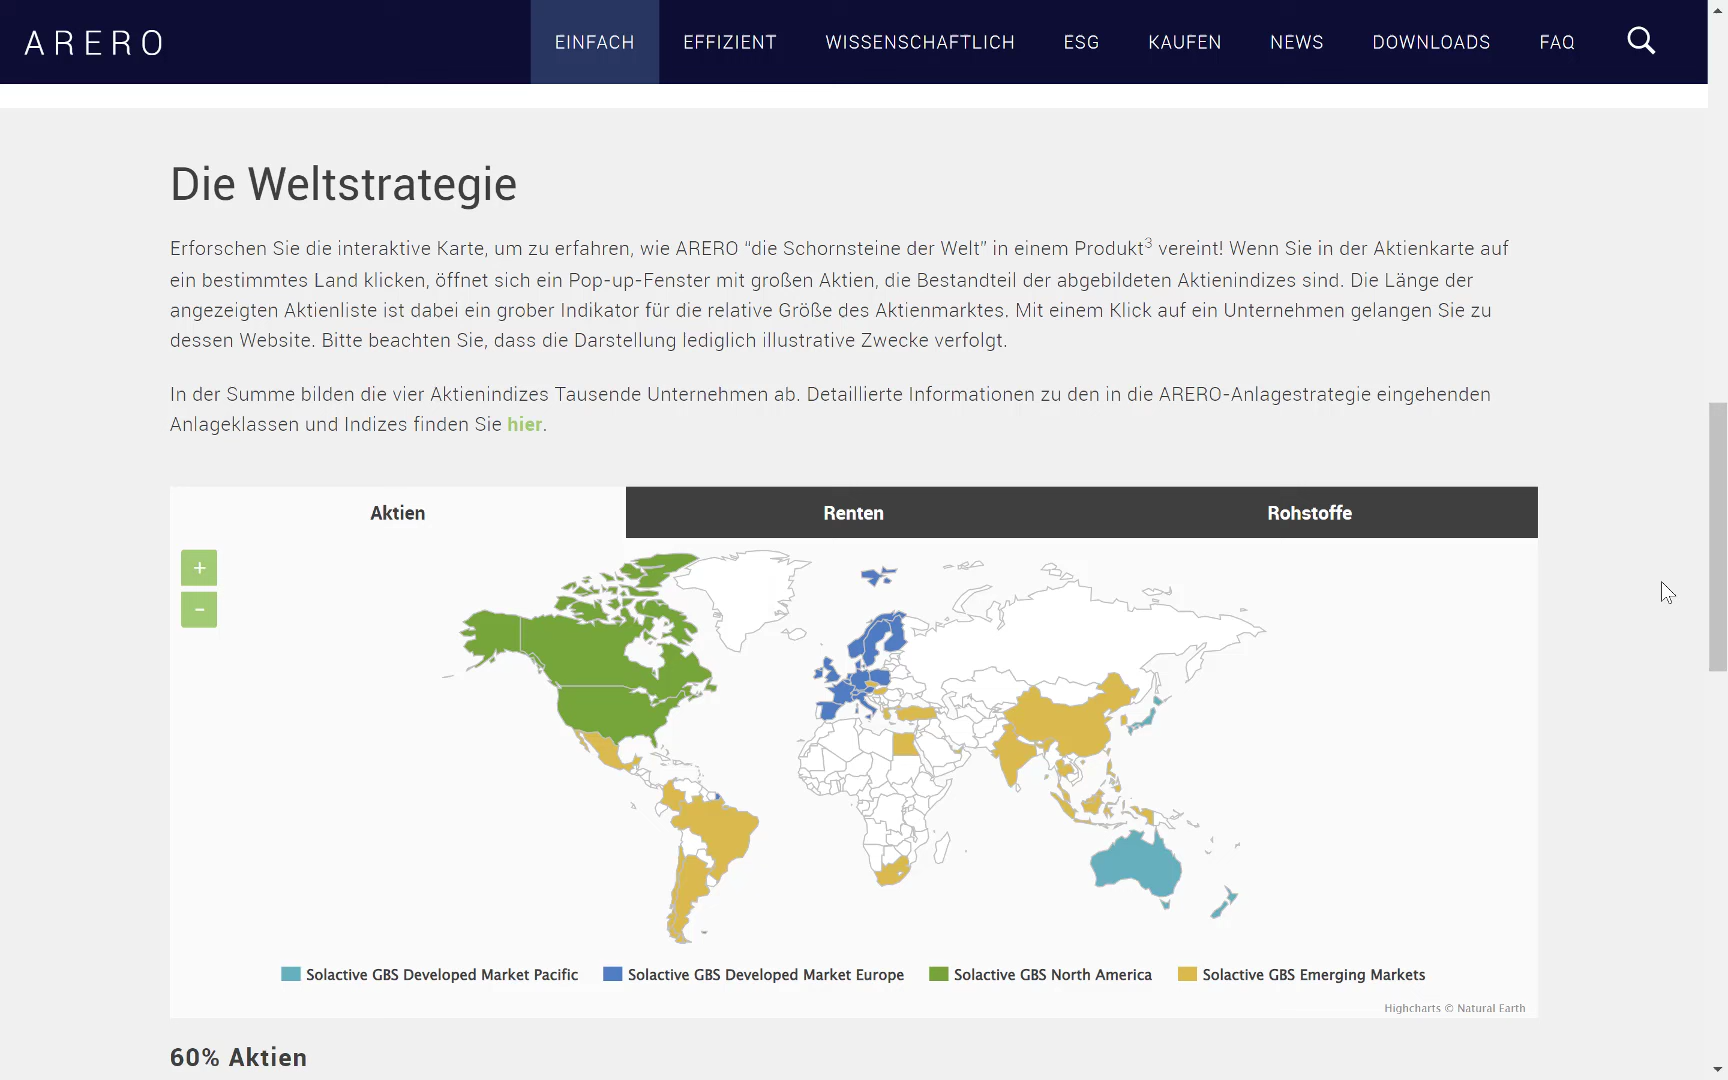 ARERO
EINFACH
EFFIZIENT
WISSENSCHAFTLICH
ESG
KAUFEN
NEWS
DOWNLOADS
FAQ
Die Weltstrategie
Erforschen Sie die interaktive Karte, um zu erfahren, wie ARERO “die Schornsteine der Welt” in einem Produkt³ vereint! Wenn Sie in der Aktienkarte auf
ein bestimmtes Land klicken, öffnet sich ein Pop-up-Fenster mit großen Aktien, die Bestandteil der abgebildeten Aktienindizes sind. Die Länge der
angezeigten Aktienliste ist dabei ein grober Indikator für die relative Größe des Aktienmarktes. Mit einem Klick auf ein Unternehmen gelangen Sie zu
dessen Website. Bitte beachten Sie, dass die Darstellung lediglich illustrative Zwecke verfolgt.
In der Summe bilden die vier Aktienindizes Tausende Unternehmen ab. Detaillierte Informationen zu den in die ARERO-Anlagestrategie eingehenden
Anlageklassen und Indizes finden Sie hier.
Aktien
Renten
Rohstoffe
+
-
Solactive GBS Developed Market Pacific
Solactive GBS Developed Market Europe
Solactive GBS North America
Solactive GBS Emerging Markets
Highcharts © Natural Earth
60% Aktien